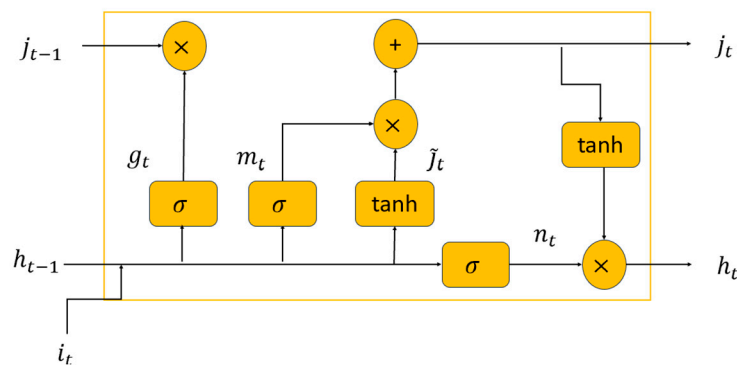 j_{t−1} × + j_t
× tanh
g_t m_t j̃_t
σ σ tanh
h_{t−1} σ n_t × h_t
i_t